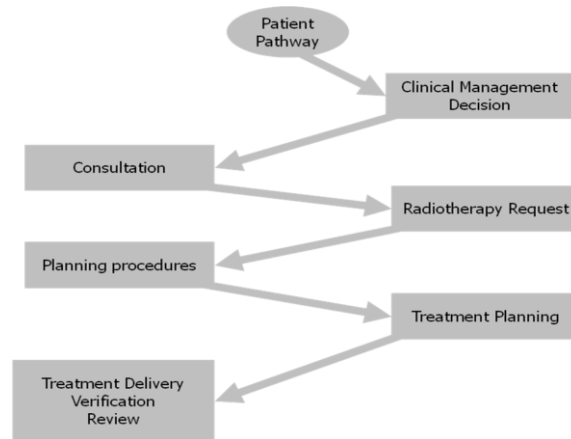 Patient
Pathway
Clinical Management
Decision
Consultation
Radiotherapy Request
Planning procedures
Treatment Planning
Treatment Delivery
Verification
Review